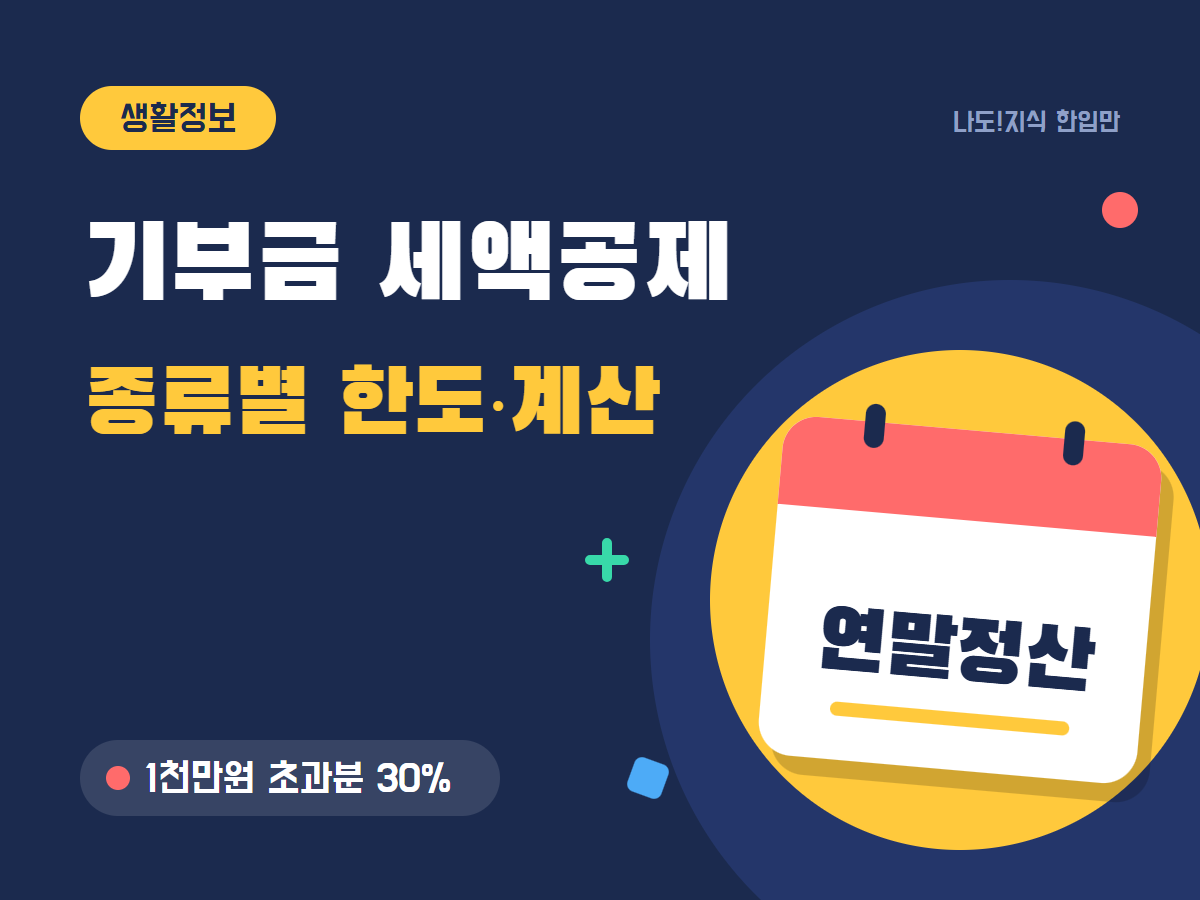 생활정보
나도!지식 한입만
기부금 세액공제
종류별 한도·계산
연말정산
1천만원 초과분 30%